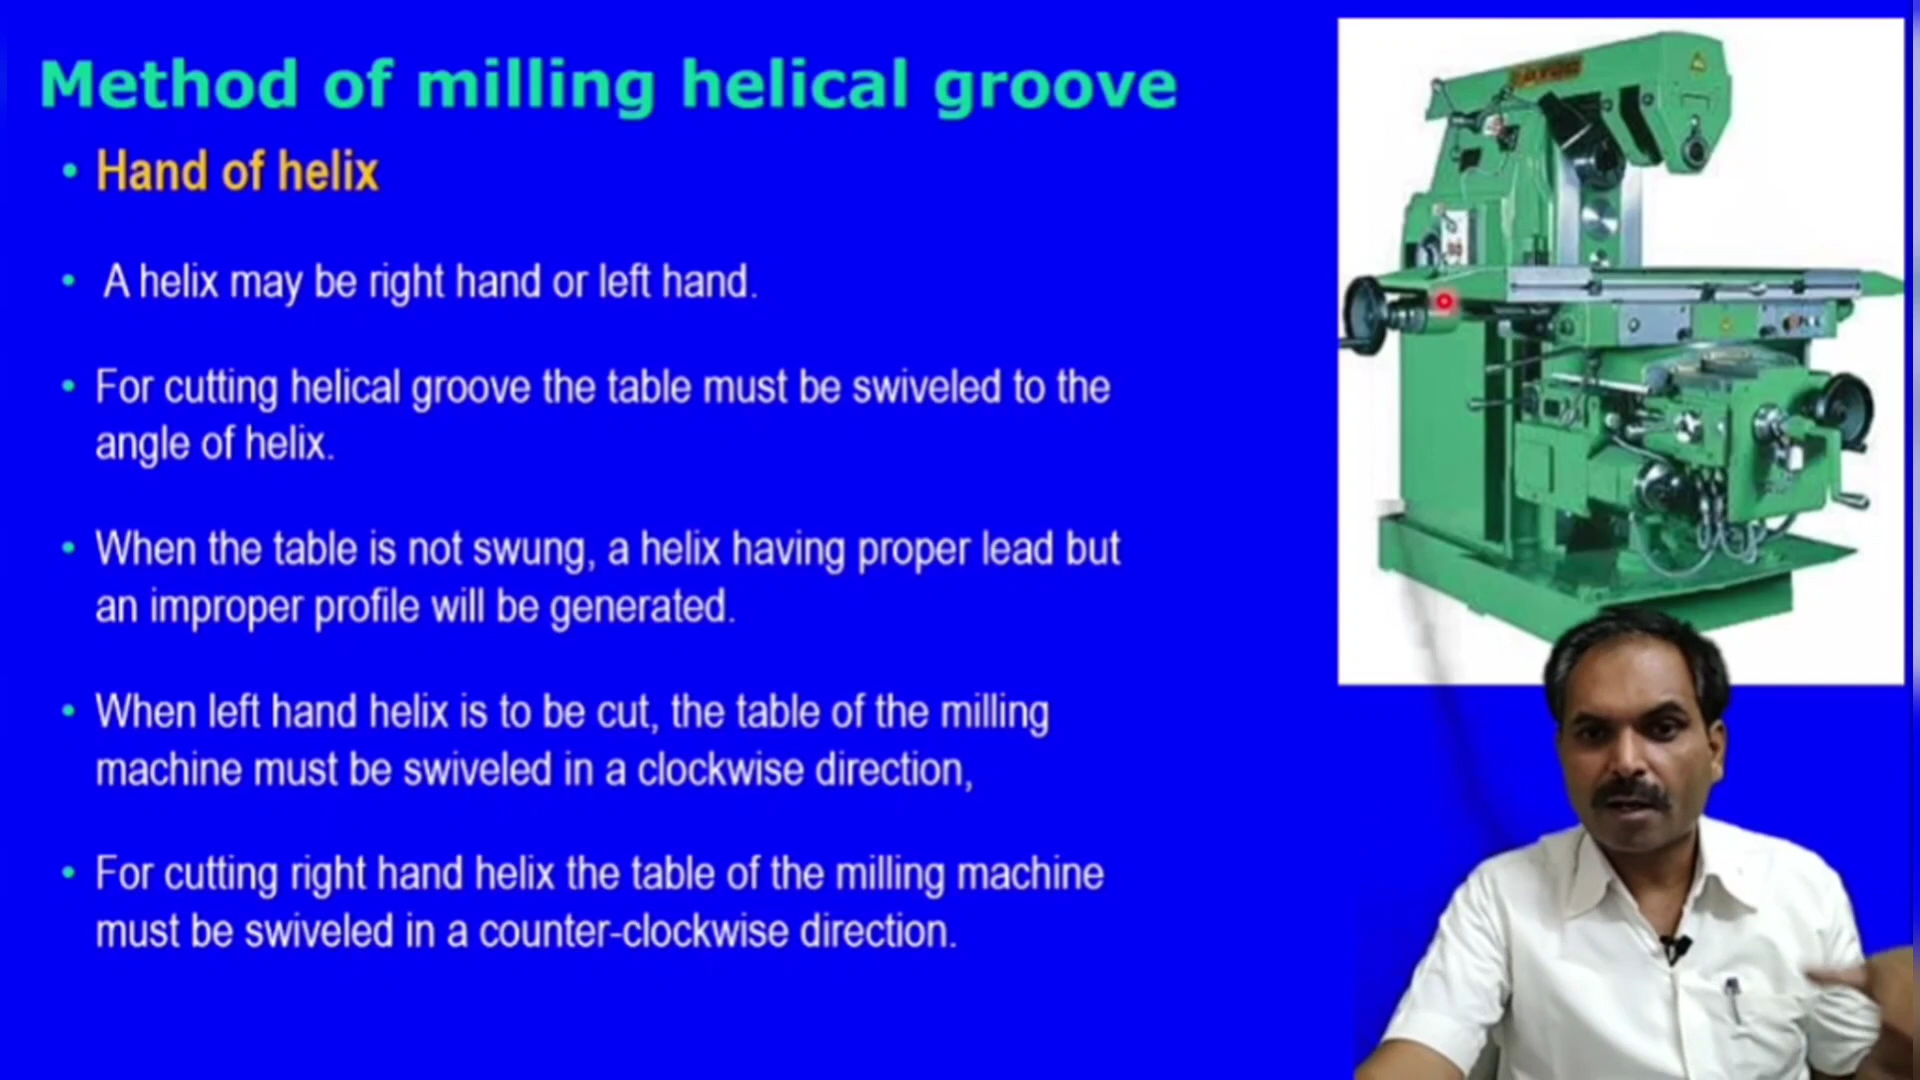 Method of milling helical groove
• Hand of helix
• A helix may be right hand or left hand.
• For cutting helical groove the table must be swiveled to the
angle of helix.
• When the table is not swung, a helix having proper lead but
an improper profile will be generated.
• When left hand helix is to be cut, the table of the milling
machine must be swiveled in a clockwise direction,
• For cutting right hand helix the table of the milling machine
must be swiveled in a counter-clockwise direction.